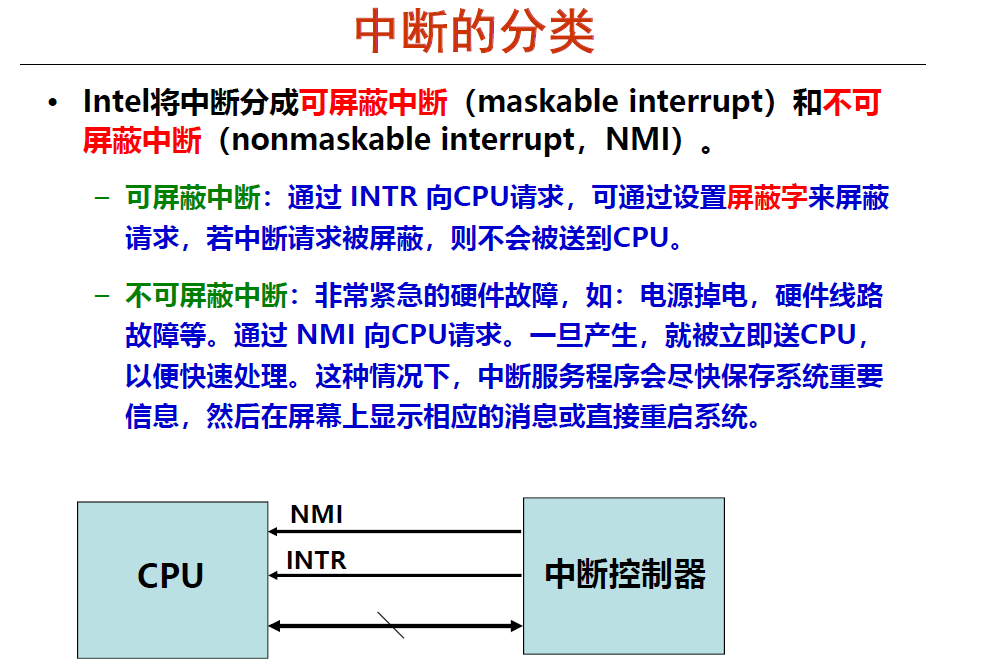 中断的分类
• Intel将中断分成可屏蔽中断（maskable interrupt）和不可
屏蔽中断（nonmaskable interrupt，NMI）。
– 可屏蔽中断：通过 INTR 向CPU请求，可通过设置屏蔽字来屏蔽
请求，若中断请求被屏蔽，则不会被送到CPU。
– 不可屏蔽中断：非常紧急的硬件故障，如：电源掉电，硬件线路
故障等。通过 NMI 向CPU请求。一旦产生，就被立即送CPU，
以便快速处理。这种情况下，中断服务程序会尽快保存系统重要
信息，然后在屏幕上显示相应的消息或直接重启系统。
NMI
INTR
CPU
中断控制器